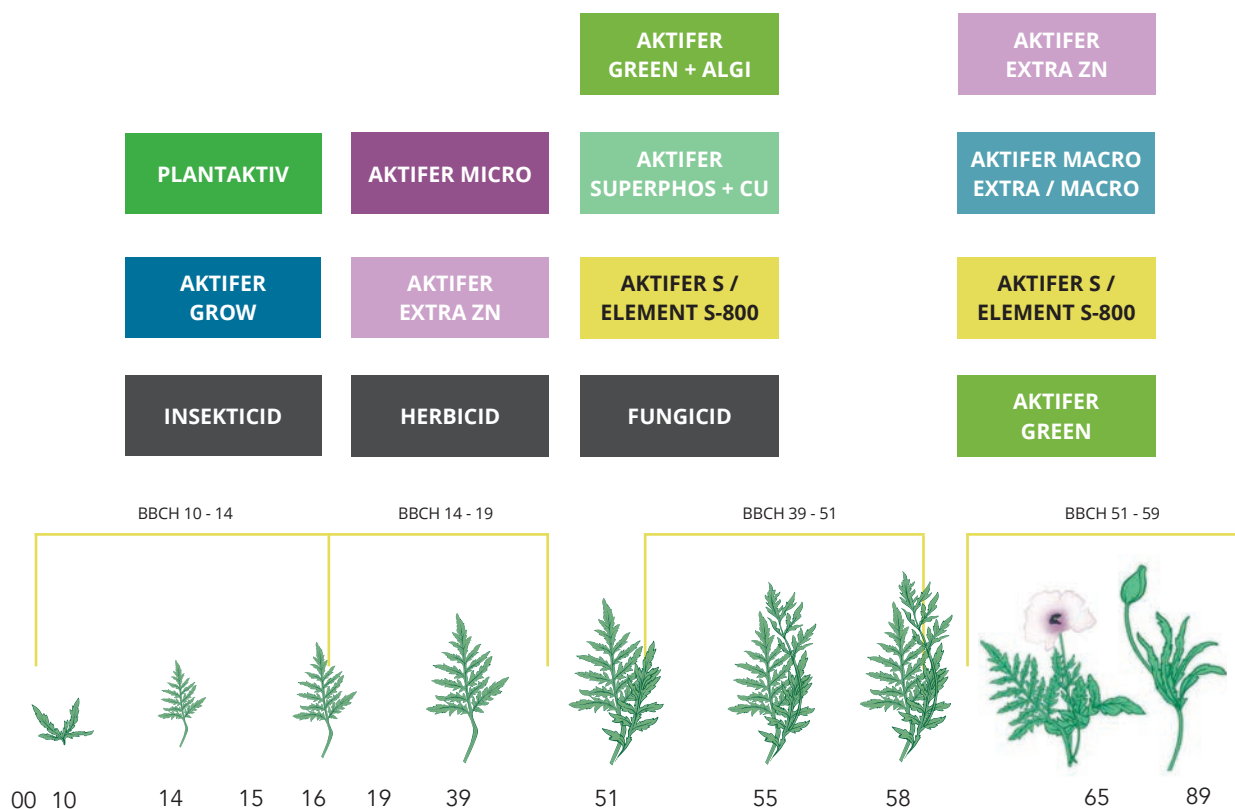 AKTIFER
GREEN + ALGI
AKTIFER
EXTRA ZN
PLANTAKTIV
AKTIFER MICRO
AKTIFER
SUPERPHOS + CU
AKTIFER MACRO
EXTRA / MACRO
AKTIFER
GROW
AKTIFER
EXTRA ZN
AKTIFER S /
ELEMENT S-800
AKTIFER S /
ELEMENT S-800
INSEKTICID
HERBICID
FUNGICID
AKTIFER
GREEN
BBCH 10 - 14
BBCH 14 - 19
BBCH 39 - 51
BBCH 51 - 59
00 10 14 15 16 19 39 51 55 58 65 89